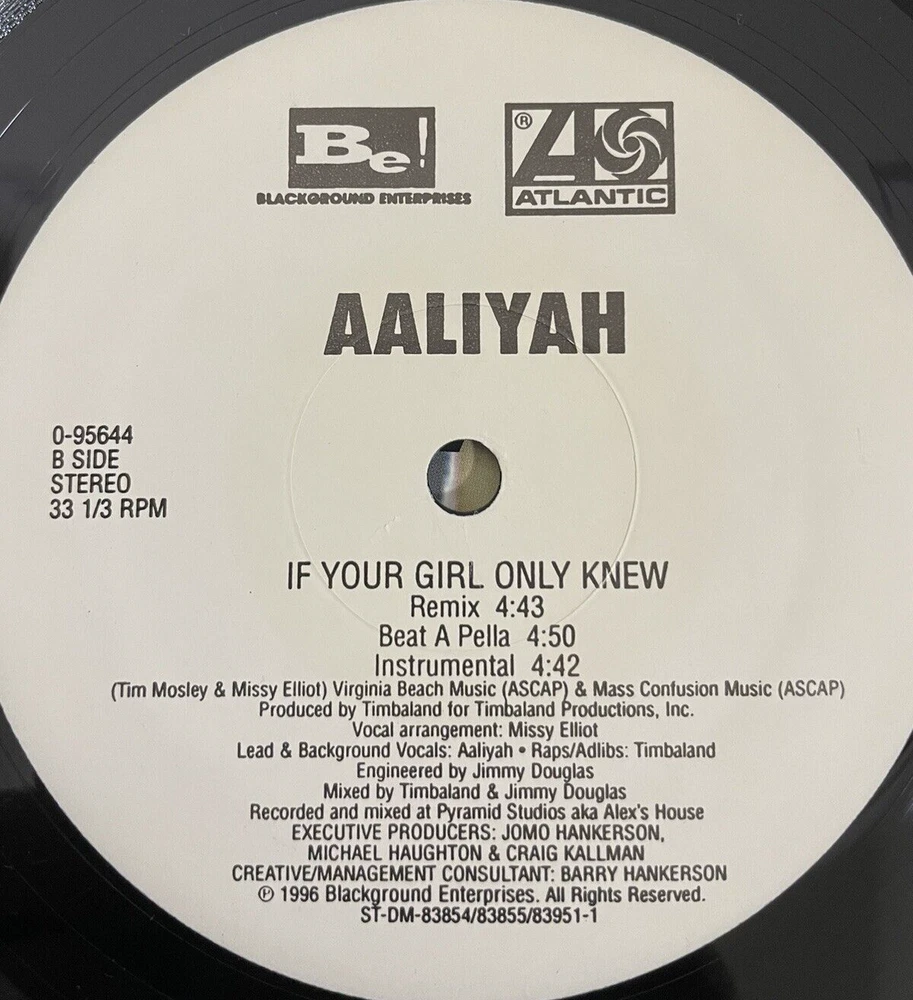 Be!
BLACKGROUND ENTERPRISES
®
A
ATLANTIC
AALIYAH
0-95644
B SIDE
STEREO
33 1/3 RPM
IF YOUR GIRL ONLY KNEW
Remix 4:43
Beat A Pella 4:50
Instrumental 4:42
(Tim Mosley & Missy Elliot) Virginia Beach Music (ASCAP) & Mass Confusion Music (ASCAP)
Produced by Timbaland for Timbaland Productions, Inc.
Vocal arrangement: Missy Elliot
Lead & Background Vocals: Aaliyah • Raps/Adlibs: Timbaland
Engineered by Jimmy Douglas
Mixed by Timbaland & Jimmy Douglas
Recorded and mixed at Pyramid Studios aka Alex's House
EXECUTIVE PRODUCERS: JOMO HANKERSON,
MICHAEL HAUGHTON & CRAIG KALLMAN
CREATIVE/MANAGEMENT CONSULTANT: BARRY HANKERSON
℗ 1996 Blackground Enterprises. All Rights Reserved.
ST-DM-83854/83855/83951-1